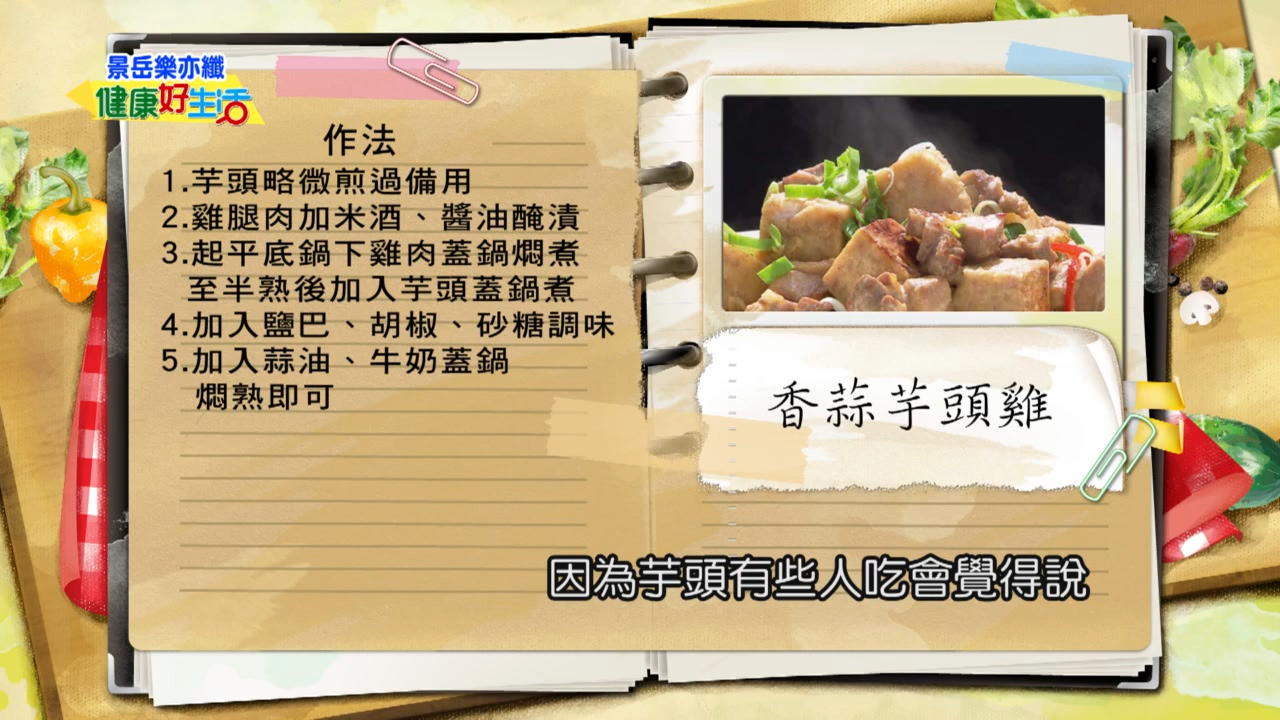 景岳樂亦纖
健康好生活
作法
1.芋頭略微煎過備用
2.雞腿肉加米酒、醬油醃漬
3.起平底鍋下雞肉蓋鍋燜煮
至半熟後加入芋頭蓋鍋煮
4.加入鹽巴、胡椒、砂糖調味
5.加入蒜油、牛奶蓋鍋
燜熟即可
香蒜芋頭雞
因為芋頭有些人吃會覺得說